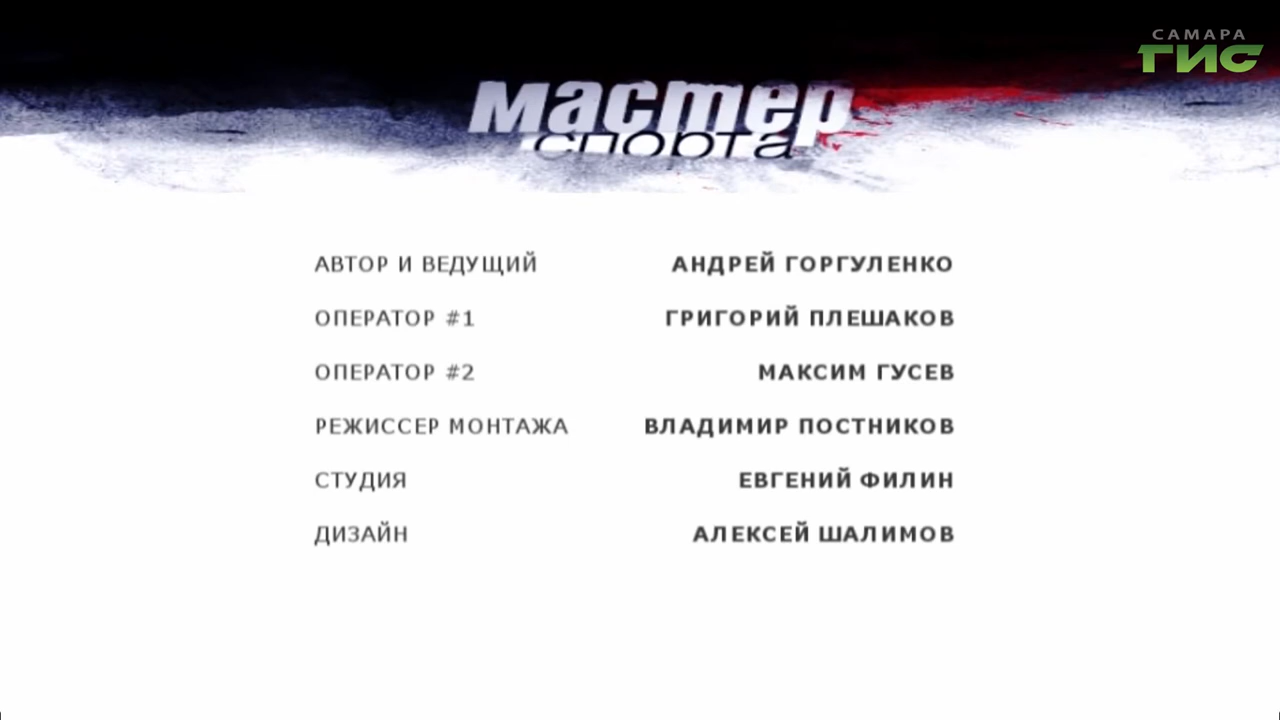 САМАРА
ГИС
мастер
спорта
АВТОР И ВЕДУЩИЙ АНДРЕЙ ГОРГУЛЕНКО
ОПЕРАТОР #1 ГРИГОРИЙ ПЛЕШАКОВ
ОПЕРАТОР #2 МАКСИМ ГУСЕВ
РЕЖИССЕР МОНТАЖА ВЛАДИМИР ПОСТНИКОВ
СТУДИЯ ЕВГЕНИЙ ФИЛИН
ДИЗАЙН АЛЕКСЕЙ ШАЛИМОВ